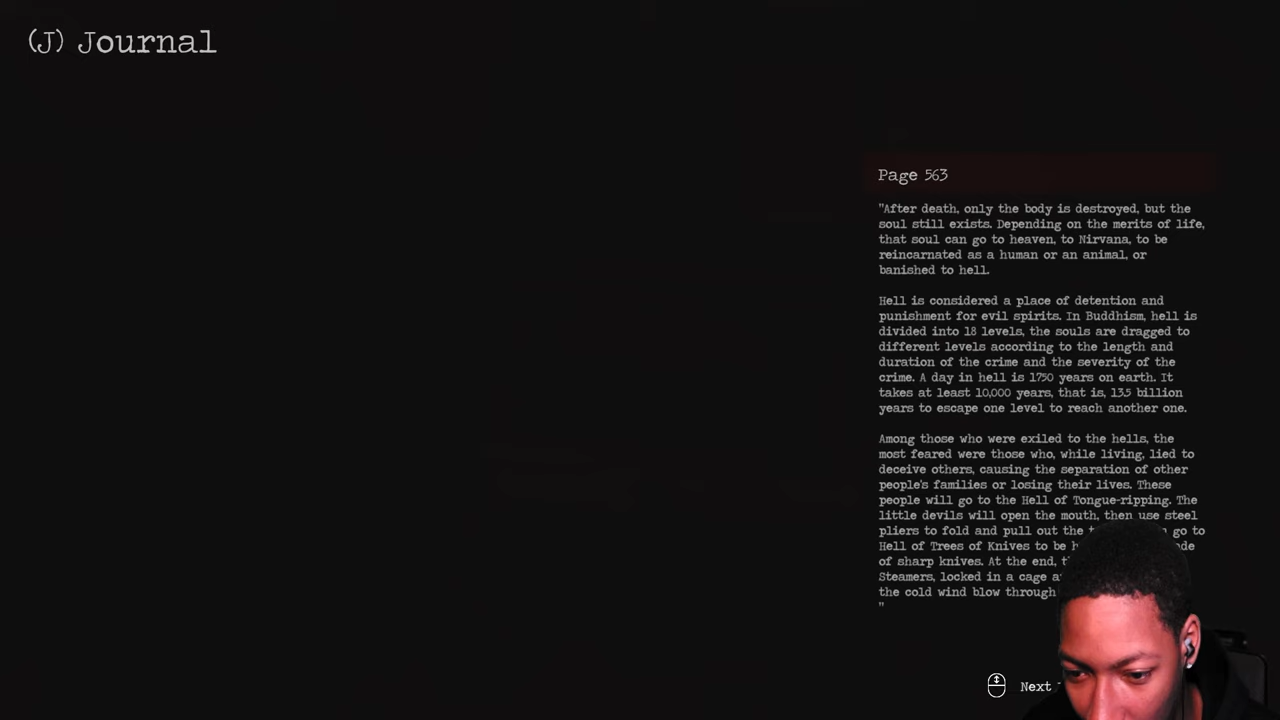 (J) Journal
Page 563
"After death, only the body is destroyed, but the
soul still exists. Depending on the merits of life,
that soul can go to heaven, to Nirvana, to be
reincarnated as a human or an animal, or
banished to hell.
Hell is considered a place of detention and
punishment for evil spirits. In Buddhism, hell is
divided into 18 levels, the souls are dragged to
different levels according to the length and
duration of the crime and the severity of the
crime. A day in hell is 1750 years on earth. It
takes at least 10,000 years, that is, 13.5 billion
years to escape one level to reach another one.
Among those who were exiled to the hells, the
most feared were those who, while living, lied to
deceive others, causing the separation of other
people's families or losing their lives. These
people will go to the Hell of Tongue-ripping. The
little devils will open the mouth, then use steel
pliers to fold and pull out the go to
Hell of Trees of Knives to be
of sharp knives. At the end,
Steamers, locked in a cage
the cold wind blow through
"
Next